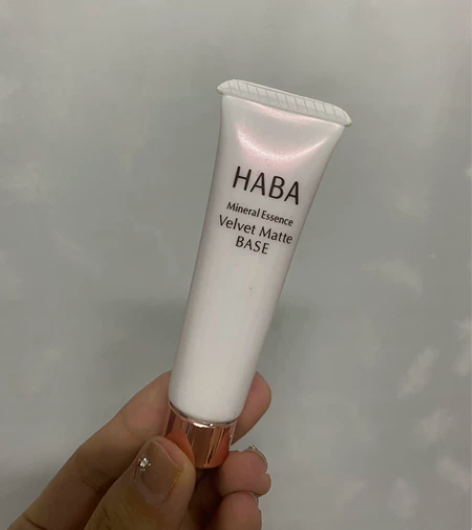 HABA
Mineral Essence
Velvet Matte
BASE